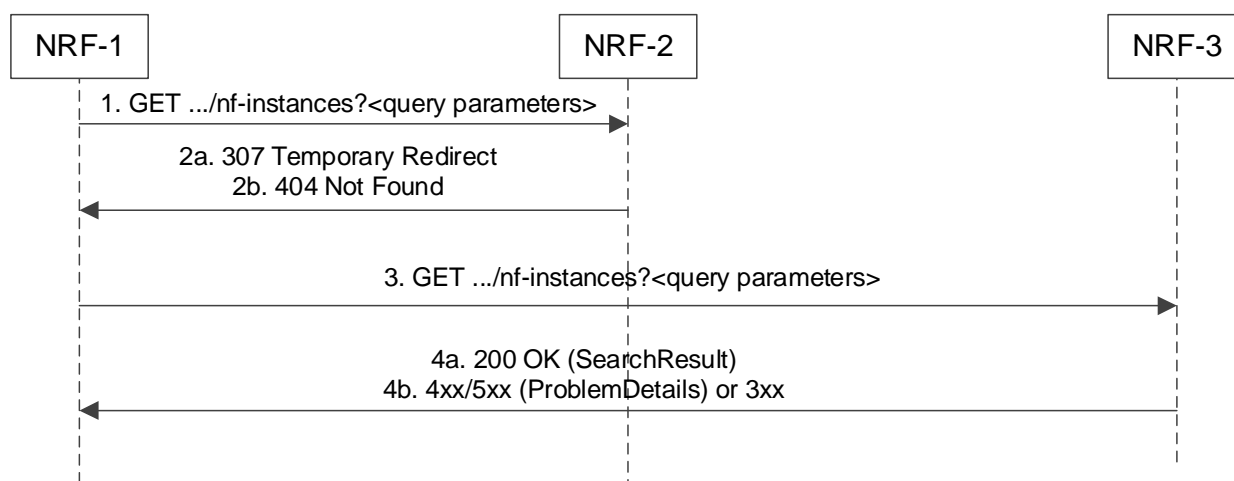 NRF-1
NRF-2
NRF-3
1. GET .../nf-instances?<query parameters>
2a. 307 Temporary Redirect
2b. 404 Not Found
3. GET .../nf-instances?<query parameters>
4a. 200 OK (SearchResult)
4b. 4xx/5xx (ProblemDetails) or 3xx